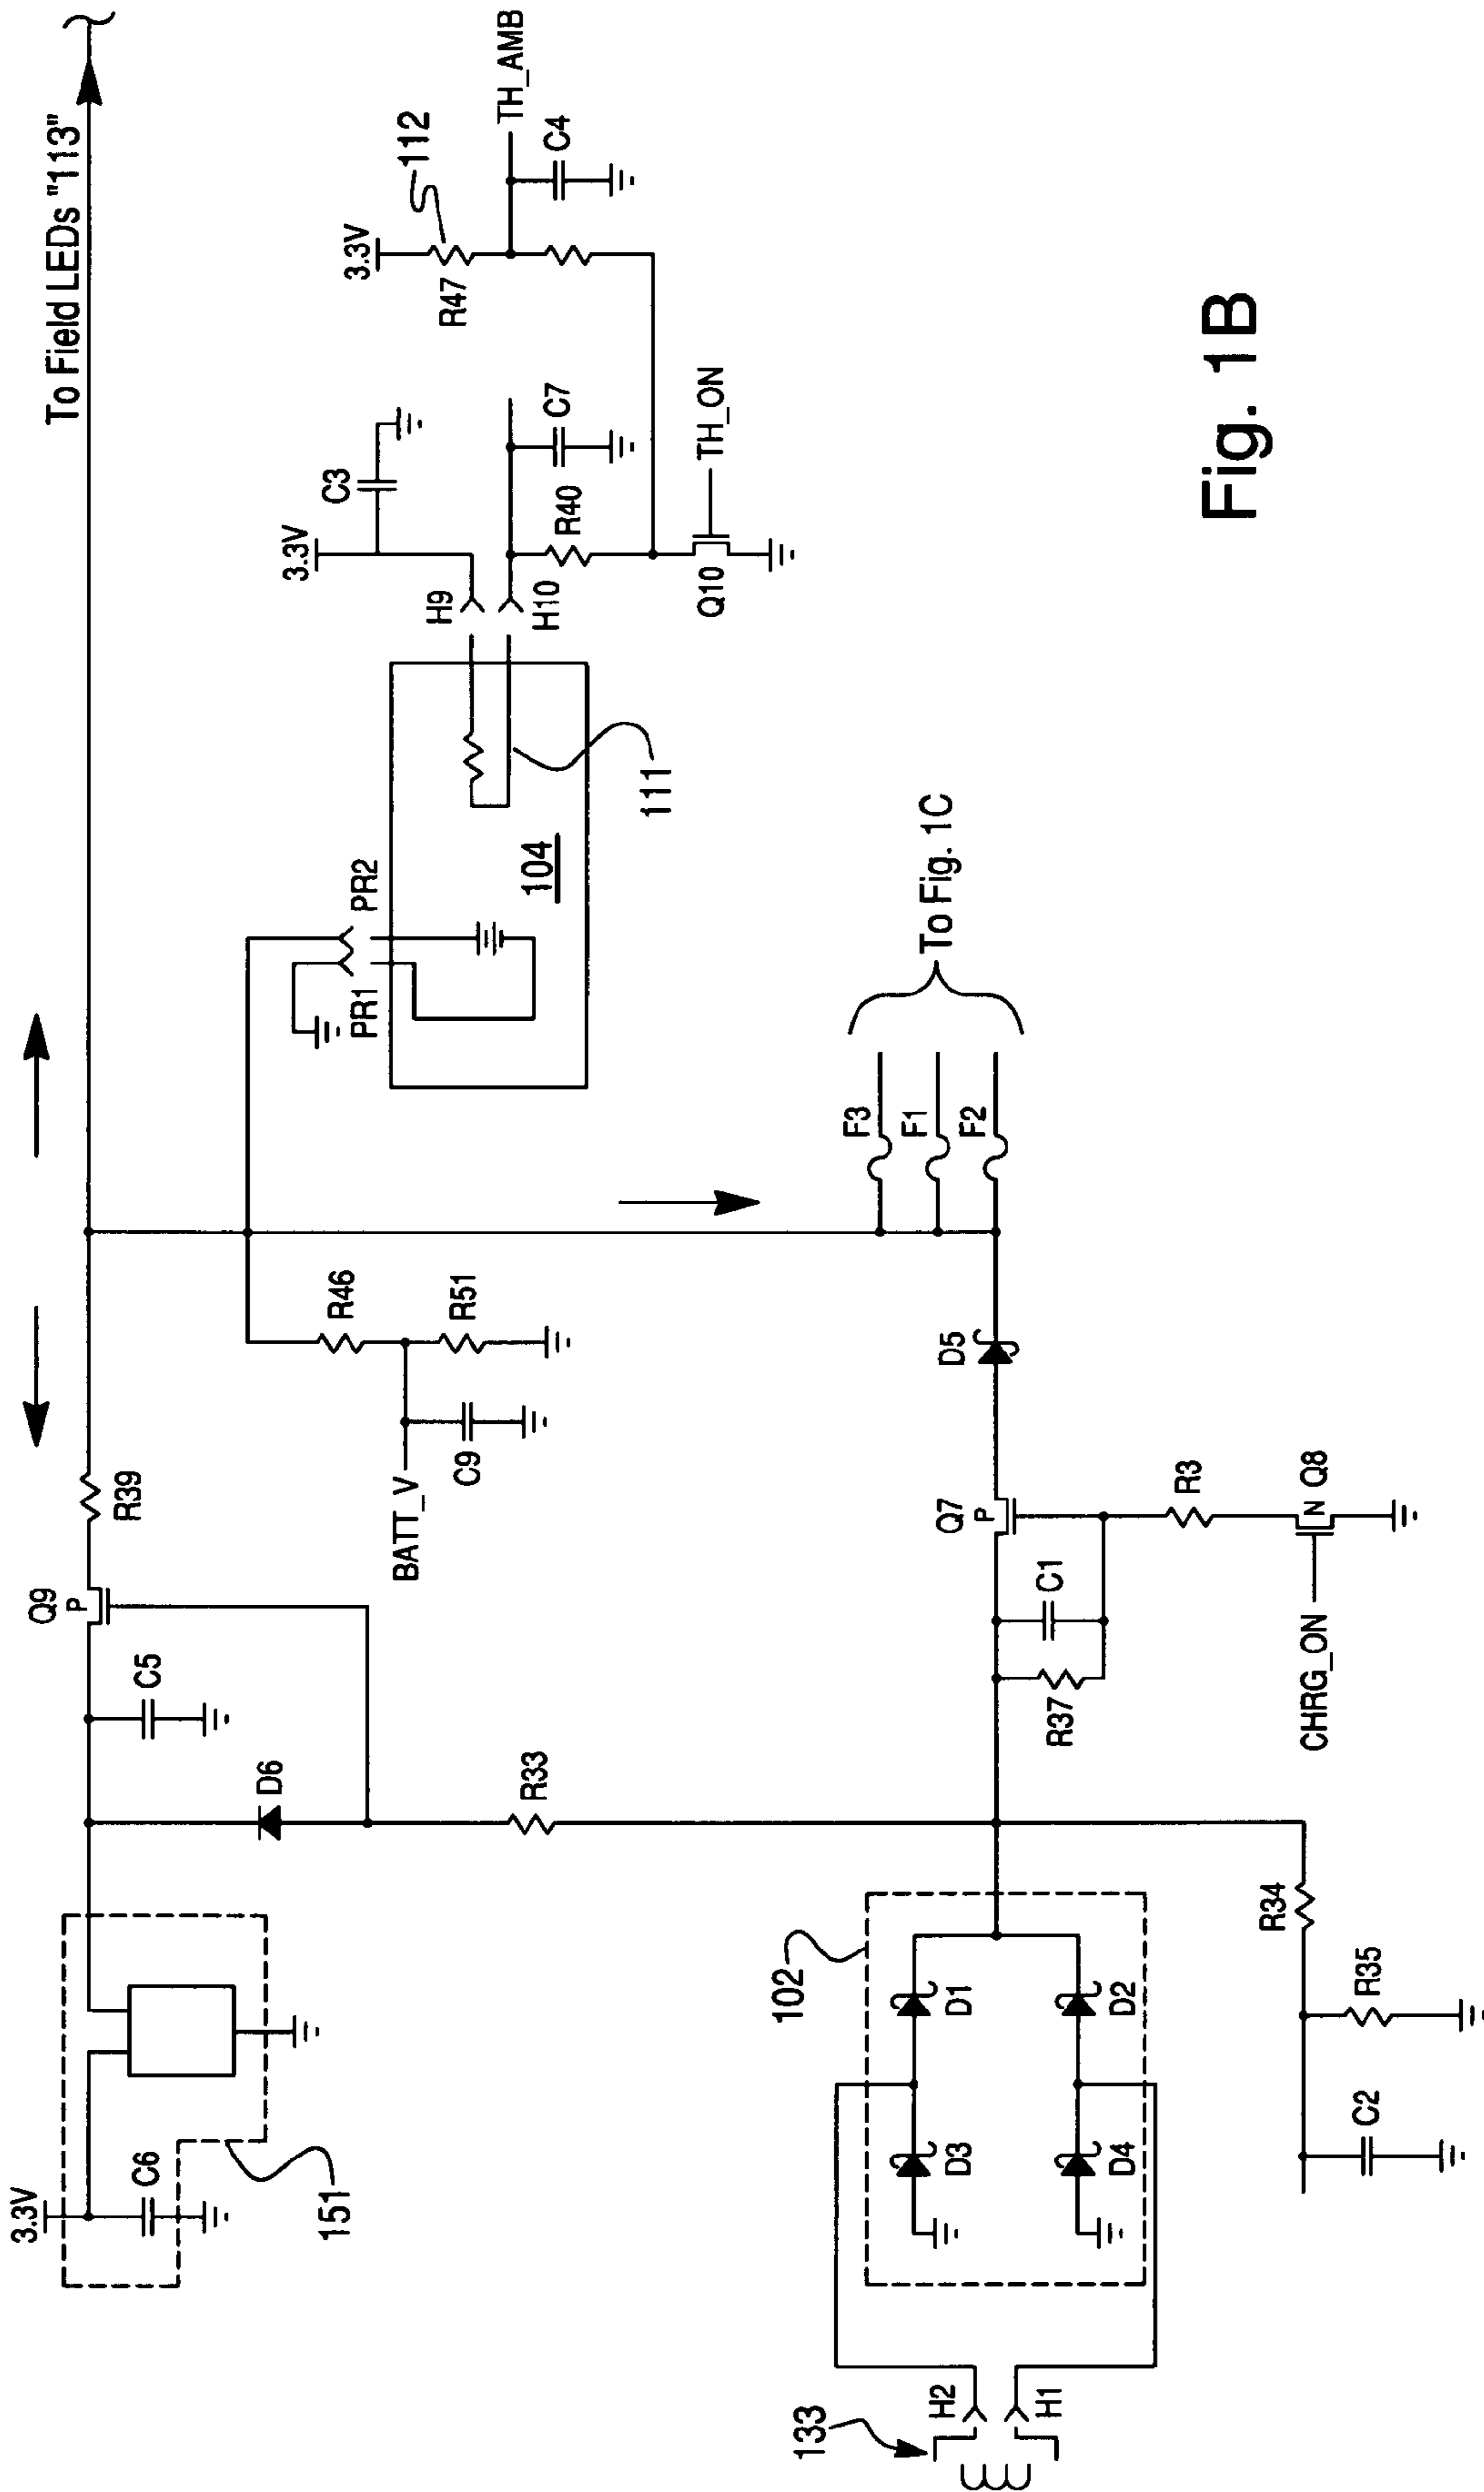 To Field LEDs "113"
3.3V
C6
151
D6
C5
Q9
P
R39
BATT_V
C9
R46
R51
PR1
PR2
104
111
H9
H10
3.3V
C3
R40
C7
Q10
TH_ON
3.3V
R47
112
TH_AMB
C4
133
H2
H1
102
D3
D1
D4
D2
R33
R34
R35
C2
R37
C1
Q7
P
R3
N
Q8
CHRG_ON
D5
F3
F1
F2
To Fig. 1C
Fig. 1B